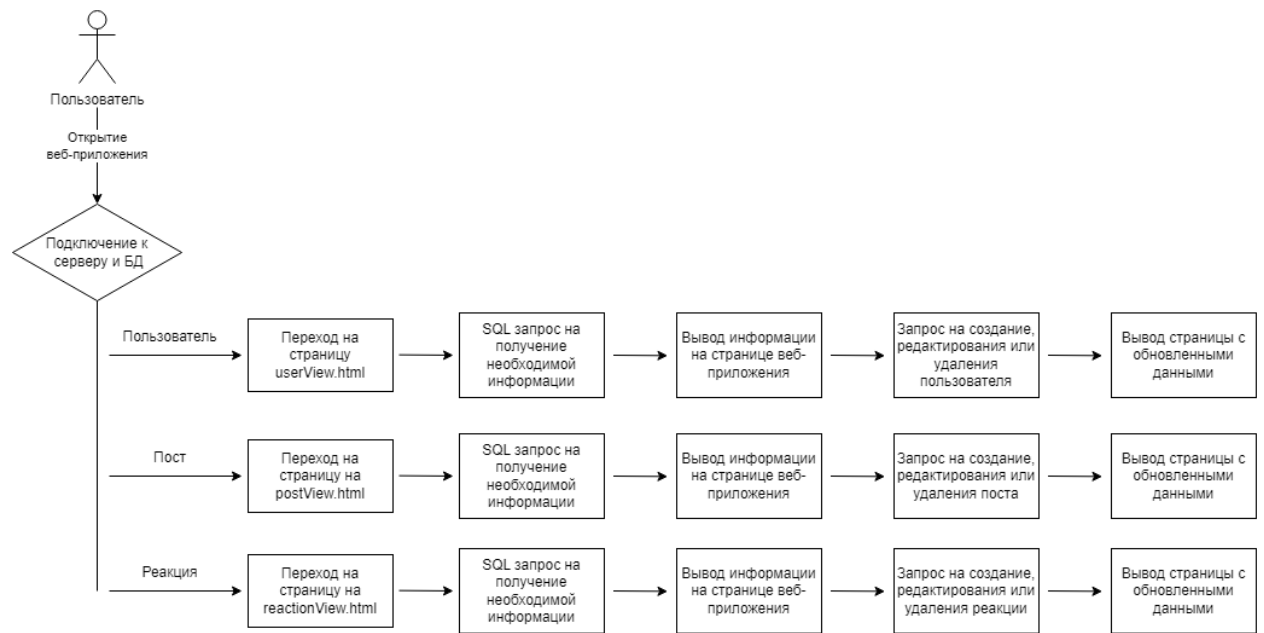 Пользователь
Открытие
веб-приложения
Подключение к
серверу и БД
Пользователь
Переход на
страницу
userView.html
SQL запрос на
получение
необходимой
информации
Вывод информации
на странице веб-
приложения
Запрос на создание,
редактирования или
удаления
пользователя
Вывод страницы с
обновленными
данными
Пост
Переход на
страницу на
postView.html
SQL запрос на
получение
необходимой
информации
Вывод информации
на странице веб-
приложения
Запрос на создание,
редактирования или
удаления поста
Вывод страницы с
обновленными
данными
Реакция
Переход на
страницу на
reactionView.html
SQL запрос на
получение
необходимой
информации
Вывод информации
на странице веб-
приложения
Запрос на создание,
редактирования или
удаления реакции
Вывод страницы с
обновленными
данными